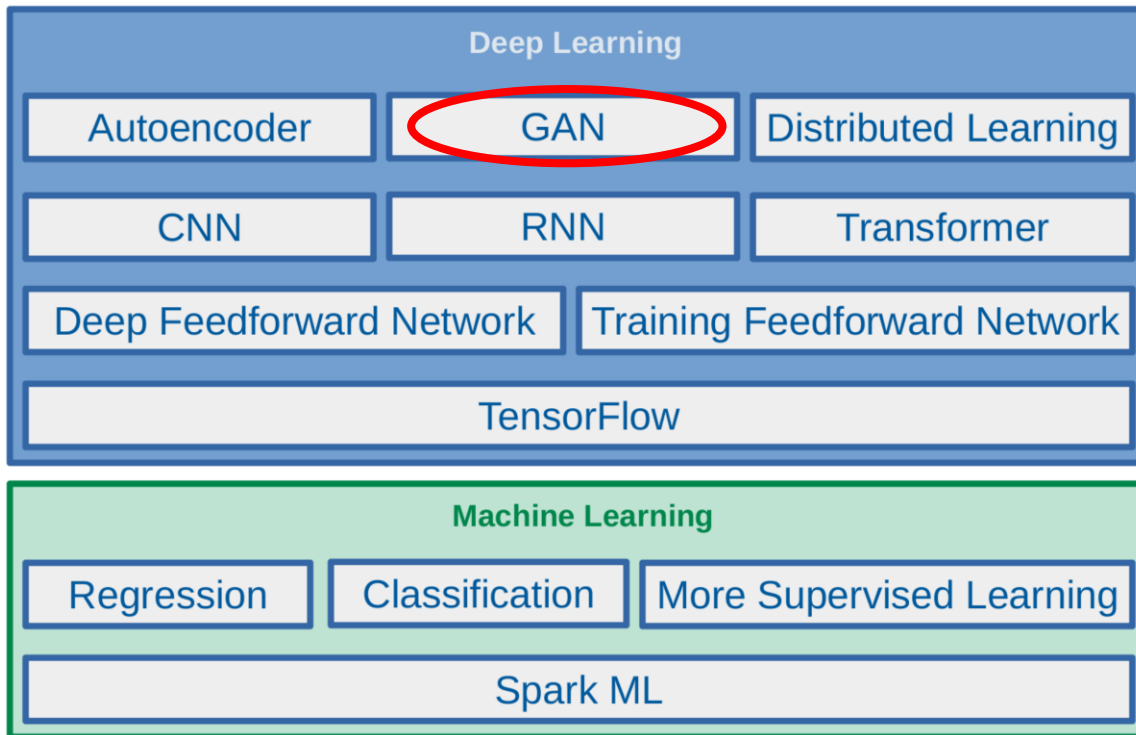 Deep Learning
Autoencoder
GAN
Distributed Learning
CNN
RNN
Transformer
Deep Feedforward Network
Training Feedforward Network
TensorFlow
Machine Learning
Regression
Classification
More Supervised Learning
Spark ML